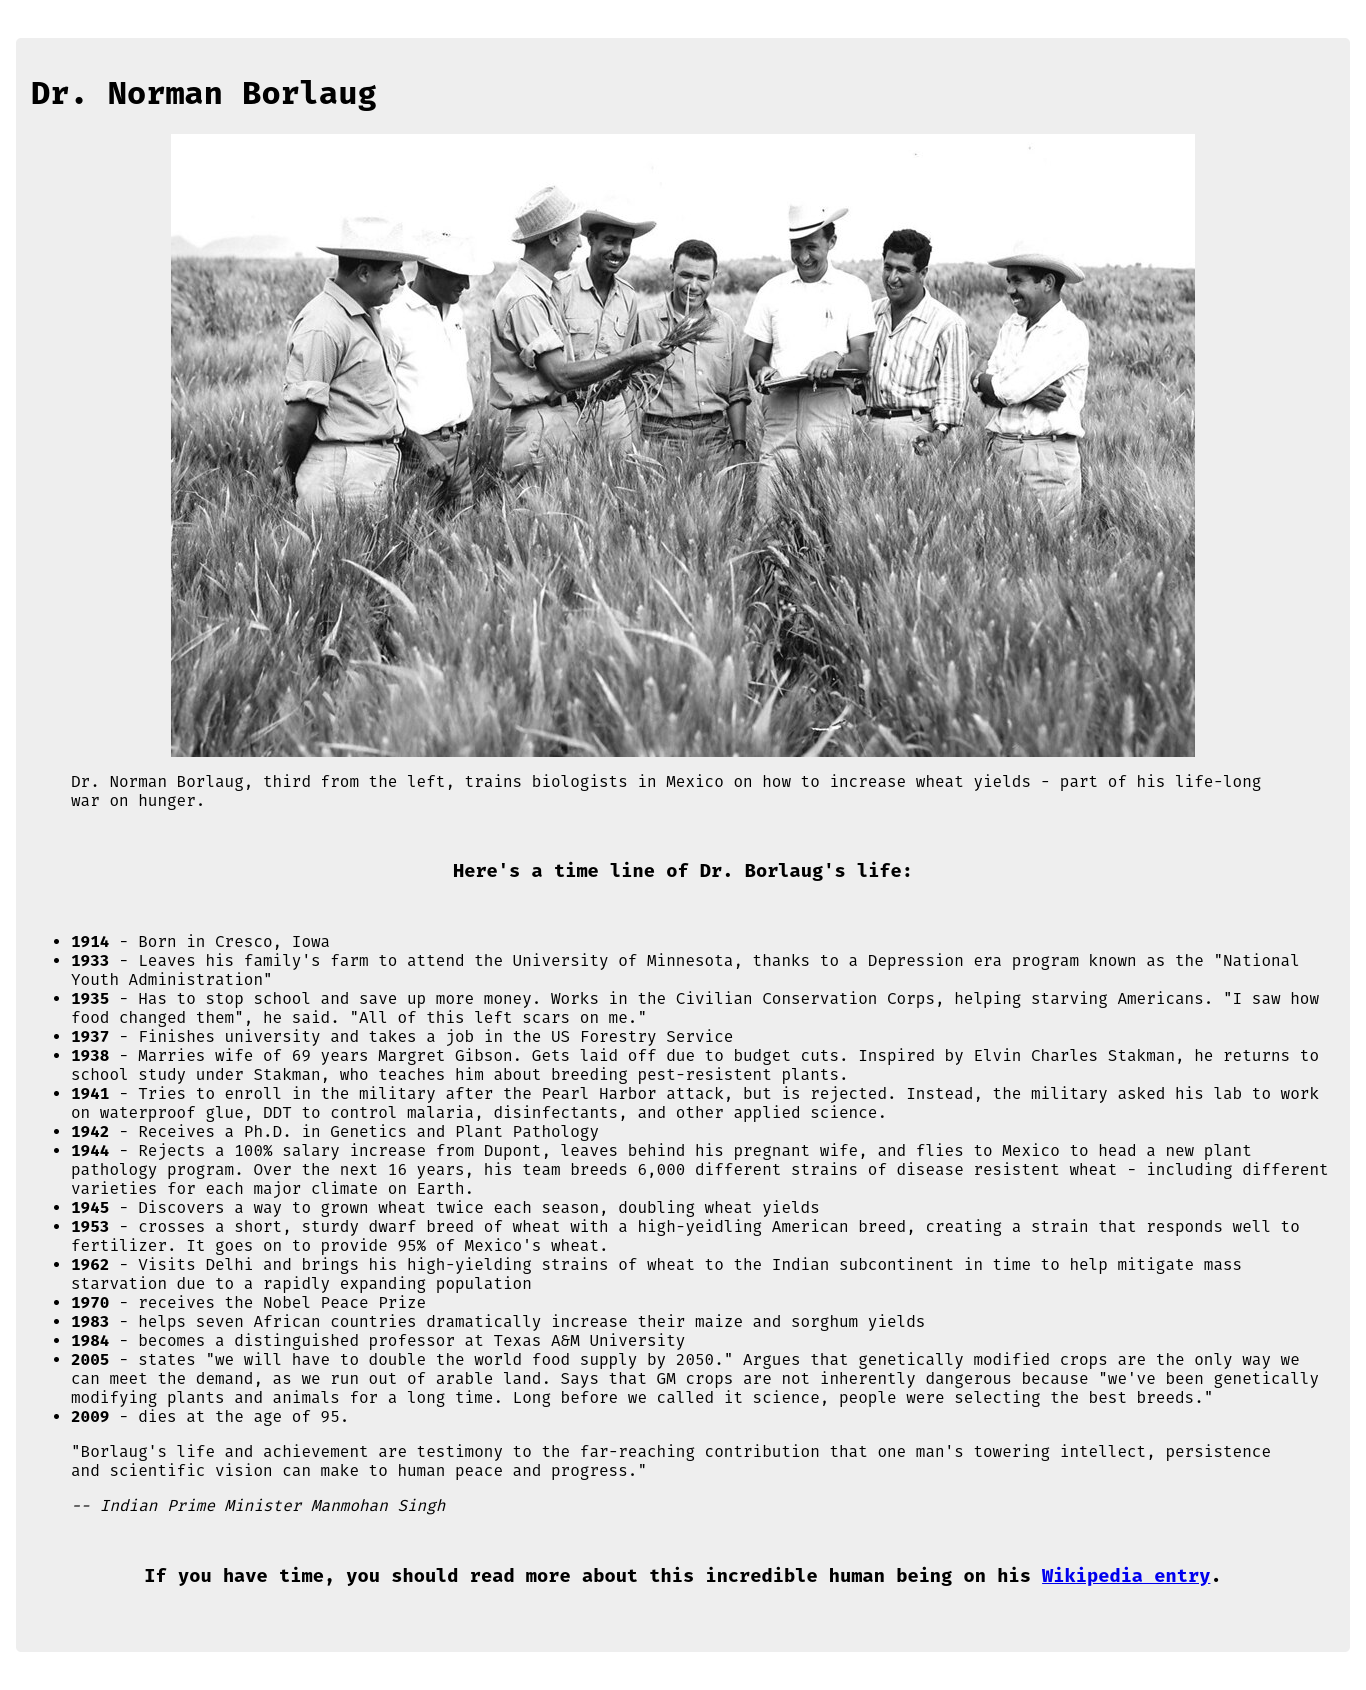 Dr. Norman Borlaug
Dr. Norman Borlaug, third from the left, trains biologists in Mexico on how to increase wheat yields - part of his life-long
war on hunger.
Here's a time line of Dr. Borlaug's life:
• 1914 - Born in Cresco, Iowa
• 1933 - Leaves his family's farm to attend the University of Minnesota, thanks to a Depression era program known as the "National
Youth Administration"
• 1935 - Has to stop school and save up more money. Works in the Civilian Conservation Corps, helping starving Americans. "I saw how
food changed them", he said. "All of this left scars on me."
• 1937 - Finishes university and takes a job in the US Forestry Service
• 1938 - Marries wife of 69 years Margret Gibson. Gets laid off due to budget cuts. Inspired by Elvin Charles Stakman, he returns to
school study under Stakman, who teaches him about breeding pest-resistent plants.
• 1941 - Tries to enroll in the military after the Pearl Harbor attack, but is rejected. Instead, the military asked his lab to work
on waterproof glue, DDT to control malaria, disinfectants, and other applied science.
• 1942 - Receives a Ph.D. in Genetics and Plant Pathology
• 1944 - Rejects a 100% salary increase from Dupont, leaves behind his pregnant wife, and flies to Mexico to head a new plant
pathology program. Over the next 16 years, his team breeds 6,000 different strains of disease resistent wheat - including different
varieties for each major climate on Earth.
• 1945 - Discovers a way to grown wheat twice each season, doubling wheat yields
• 1953 - crosses a short, sturdy dwarf breed of wheat with a high-yeidling American breed, creating a strain that responds well to
fertilizer. It goes on to provide 95% of Mexico's wheat.
• 1962 - Visits Delhi and brings his high-yielding strains of wheat to the Indian subcontinent in time to help mitigate mass
starvation due to a rapidly expanding population
• 1970 - receives the Nobel Peace Prize
• 1983 - helps seven African countries dramatically increase their maize and sorghum yields
• 1984 - becomes a distinguished professor at Texas A&M University
• 2005 - states "we will have to double the world food supply by 2050." Argues that genetically modified crops are the only way we
can meet the demand, as we run out of arable land. Says that GM crops are not inherently dangerous because "we've been genetically
modifying plants and animals for a long time. Long before we called it science, people were selecting the best breeds."
• 2009 - dies at the age of 95.
"Borlaug's life and achievement are testimony to the far-reaching contribution that one man's towering intellect, persistence
and scientific vision can make to human peace and progress."
-- Indian Prime Minister Manmohan Singh
If you have time, you should read more about this incredible human being on his Wikipedia entry.